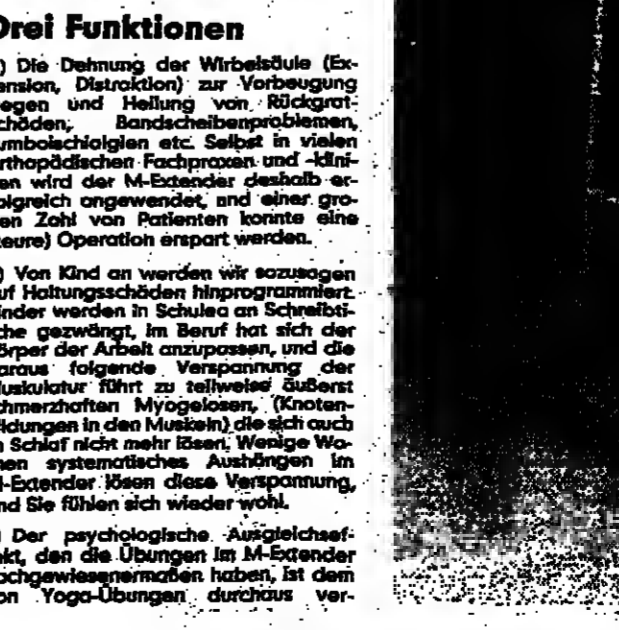 Drei Funktionen
) Die Dehnung der Wirbelsäule (Ex-
ension, Distraktion) zur Vorbeugung
egen und Heilung von Rückgrat-
chäden, Bandscheibenproblemen,
umboischialgien etc. Selbst in vielen
rthopädischen Fachpraxen und -klini-
en wird der M-Extender deshalb er-
olgreich angewendet, und einer gro-
en Zahl von Patienten konnte eine
teure) Operation erspart werden.
) Von Kind an werden wir sozusagen
uf Haltungsschäden hinprogrammiert.
inder werden in Schulen an Schreibti-
che gezwängt, im Beruf hat sich der
örper der Arbeit anzupassen, und die
araus folgende Verspannung der
uskulatur führt zu teilweise äußerst
chmerzhaften Myogelosen, (Knoten-
ildungen in den Muskeln) die sich auch
n Schlaf nicht mehr lösen. Wenige Wo-
hen systematisches Aushängen im
-Extender lösen diese Verspannung,
nd Sie fühlen sich wieder wohl.
Der psychologische Ausgleichsef-
ekt, den die Übungen im M-Extender
achgewiesenermaßen haben, ist dem
on Yoga-Übungen durchaus ver-